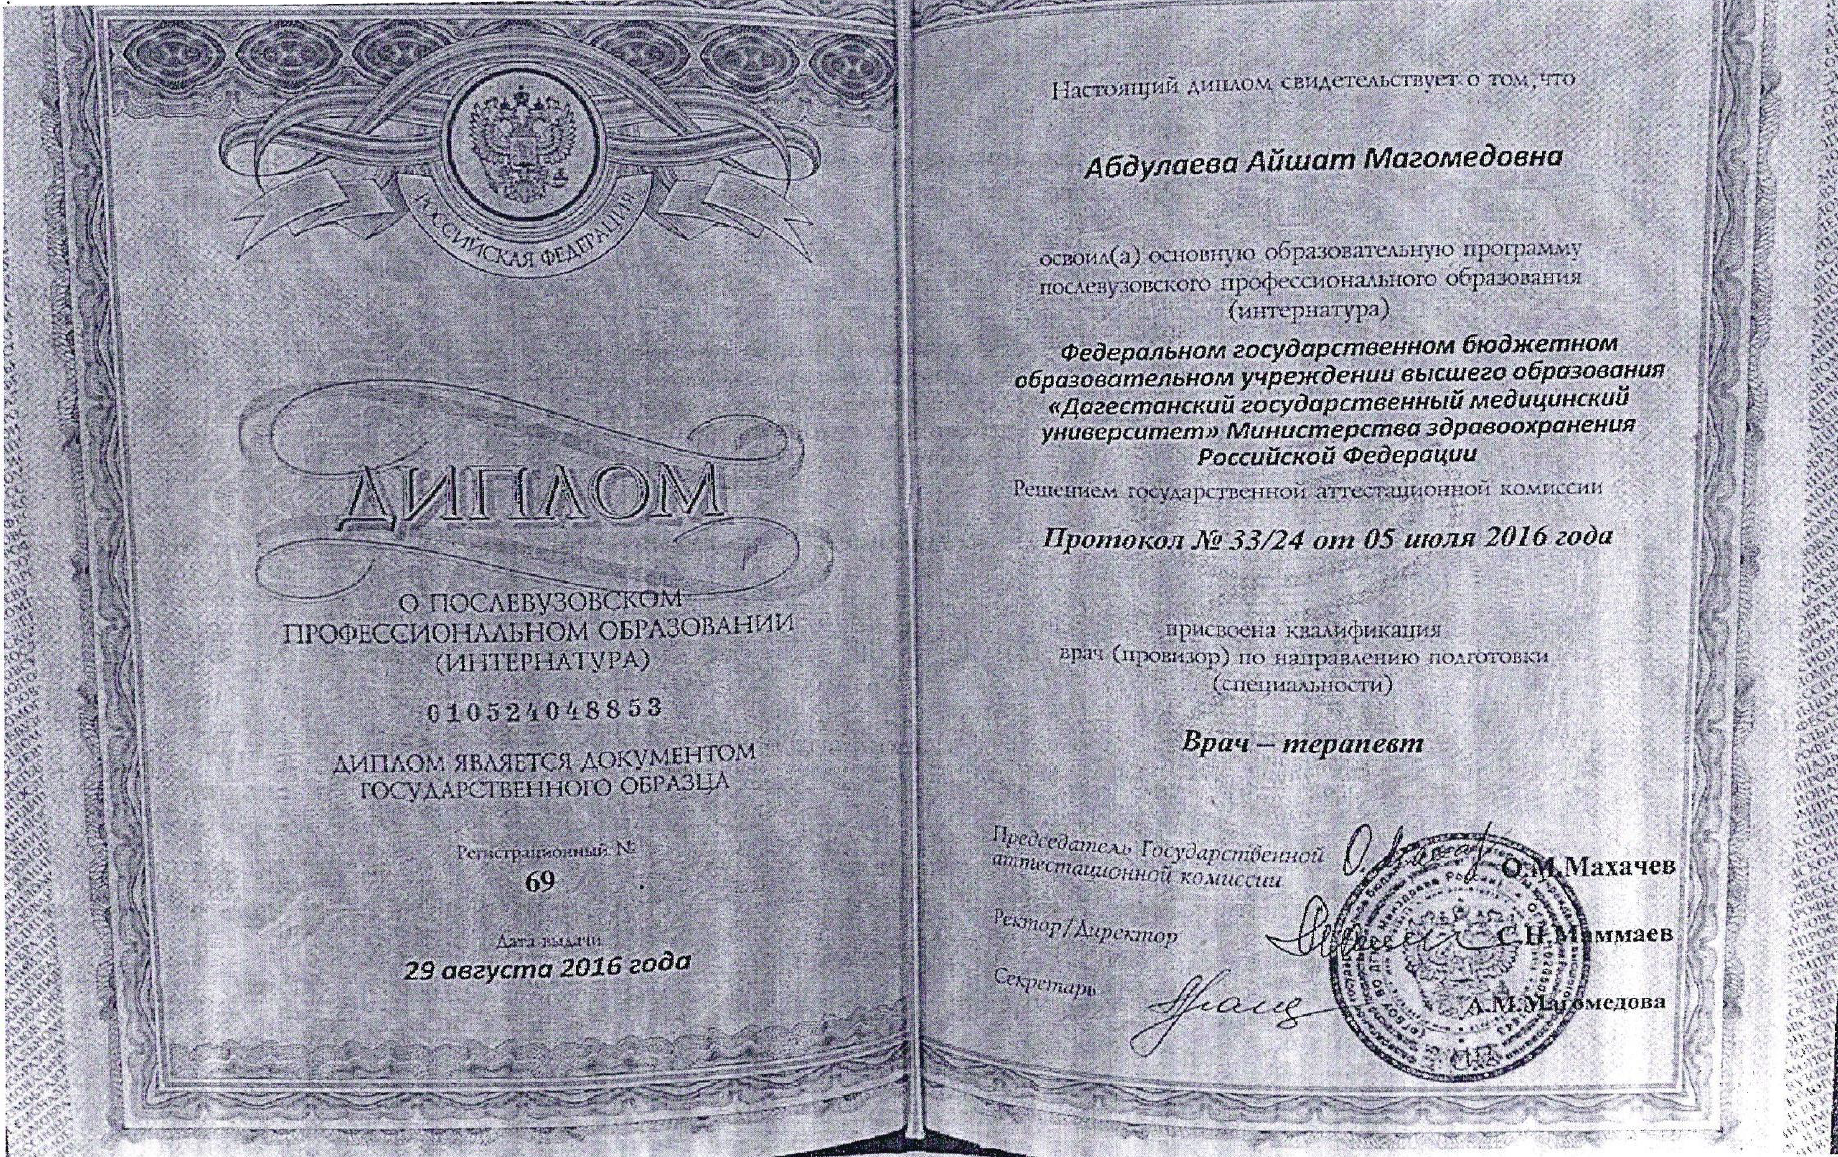 РОССИЙСКАЯ ФЕДЕРАЦИЯ
ДИПЛОМ
О ПОСЛЕВУЗОВСКОМ
ПРОФЕССИОНАЛЬНОМ ОБРАЗОВАНИИ
(ИНТЕРНАТУРА)
010524048853
ДИПЛОМ ЯВЛЯЕТСЯ ДОКУМЕНТОМ
ГОСУДАРСТВЕННОГО ОБРАЗЦА
Регистрационный №
69
Дата выдачи
29 августа 2016 года
Настоящий диплом свидетельствует о том, что
Абдулаева Айшат Магомедовна
освоил(а) основную образовательную программу
послевузовского профессионального образования
(интернатура)
Федеральном государственном бюджетном
образовательном учреждении высшего образования
«Дагестанский государственный медицинский
университет» Министерства здравоохранения
Российской Федерации
Решением государственной аттестационной комиссии
Протокол № 33/24 от 05 июля 2016 года
присвоена квалификация
врач (провизор) по направлению подготовки
(специальности)
Врач – терапевт
Председатель Государственной
аттестационной комиссии
О.М.Махачев
Ректор/Директор
С.Н.Маммаев
Секретарь
А.М.Магомедова